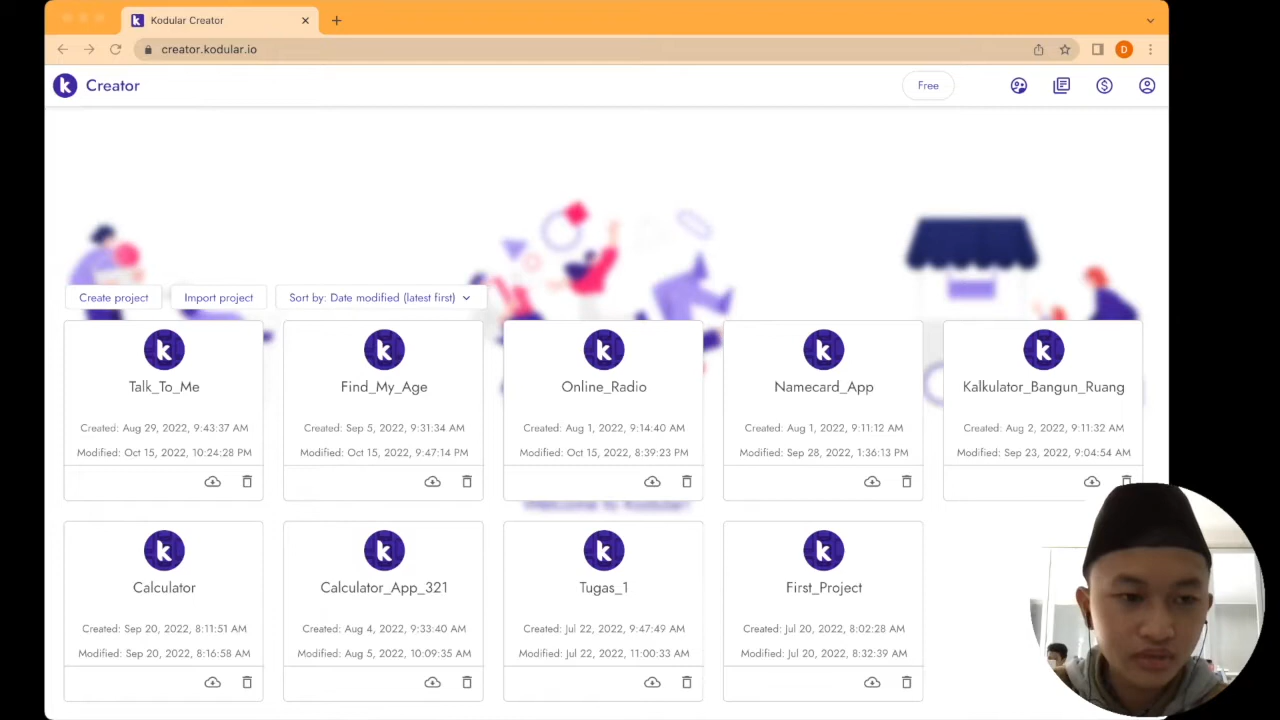 Kodular Creator
creator.kodular.io
D
Creator
Free
Create project
Import project
Sort by: Date modified (latest first)
Talk_To_Me
Created: Aug 29, 2022, 9:43:37 AM
Modified: Oct 15, 2022, 10:24:28 PM
Find_My_Age
Created: Sep 5, 2022, 9:31:34 AM
Modified: Oct 15, 2022, 9:47:14 PM
Online_Radio
Created: Aug 1, 2022, 9:14:40 AM
Modified: Oct 15, 2022, 8:39:23 PM
Namecard_App
Created: Aug 1, 2022, 9:11:12 AM
Modified: Sep 28, 2022, 1:36:13 PM
Kalkulator_Bangun_Ruang
Created: Aug 2, 2022, 9:11:32 AM
Modified: Sep 23, 2022, 9:04:54 AM
Welcome to Kodular!
Calculator
Created: Sep 20, 2022, 8:11:51 AM
Modified: Sep 20, 2022, 8:16:58 AM
Calculator_App_321
Created: Aug 4, 2022, 9:33:40 AM
Modified: Aug 5, 2022, 10:09:35 AM
Tugas_1
Created: Jul 22, 2022, 9:47:49 AM
Modified: Jul 22, 2022, 11:00:33 AM
First_Project
Created: Jul 20, 2022, 8:02:28 AM
Modified: Jul 20, 2022, 8:32:39 AM